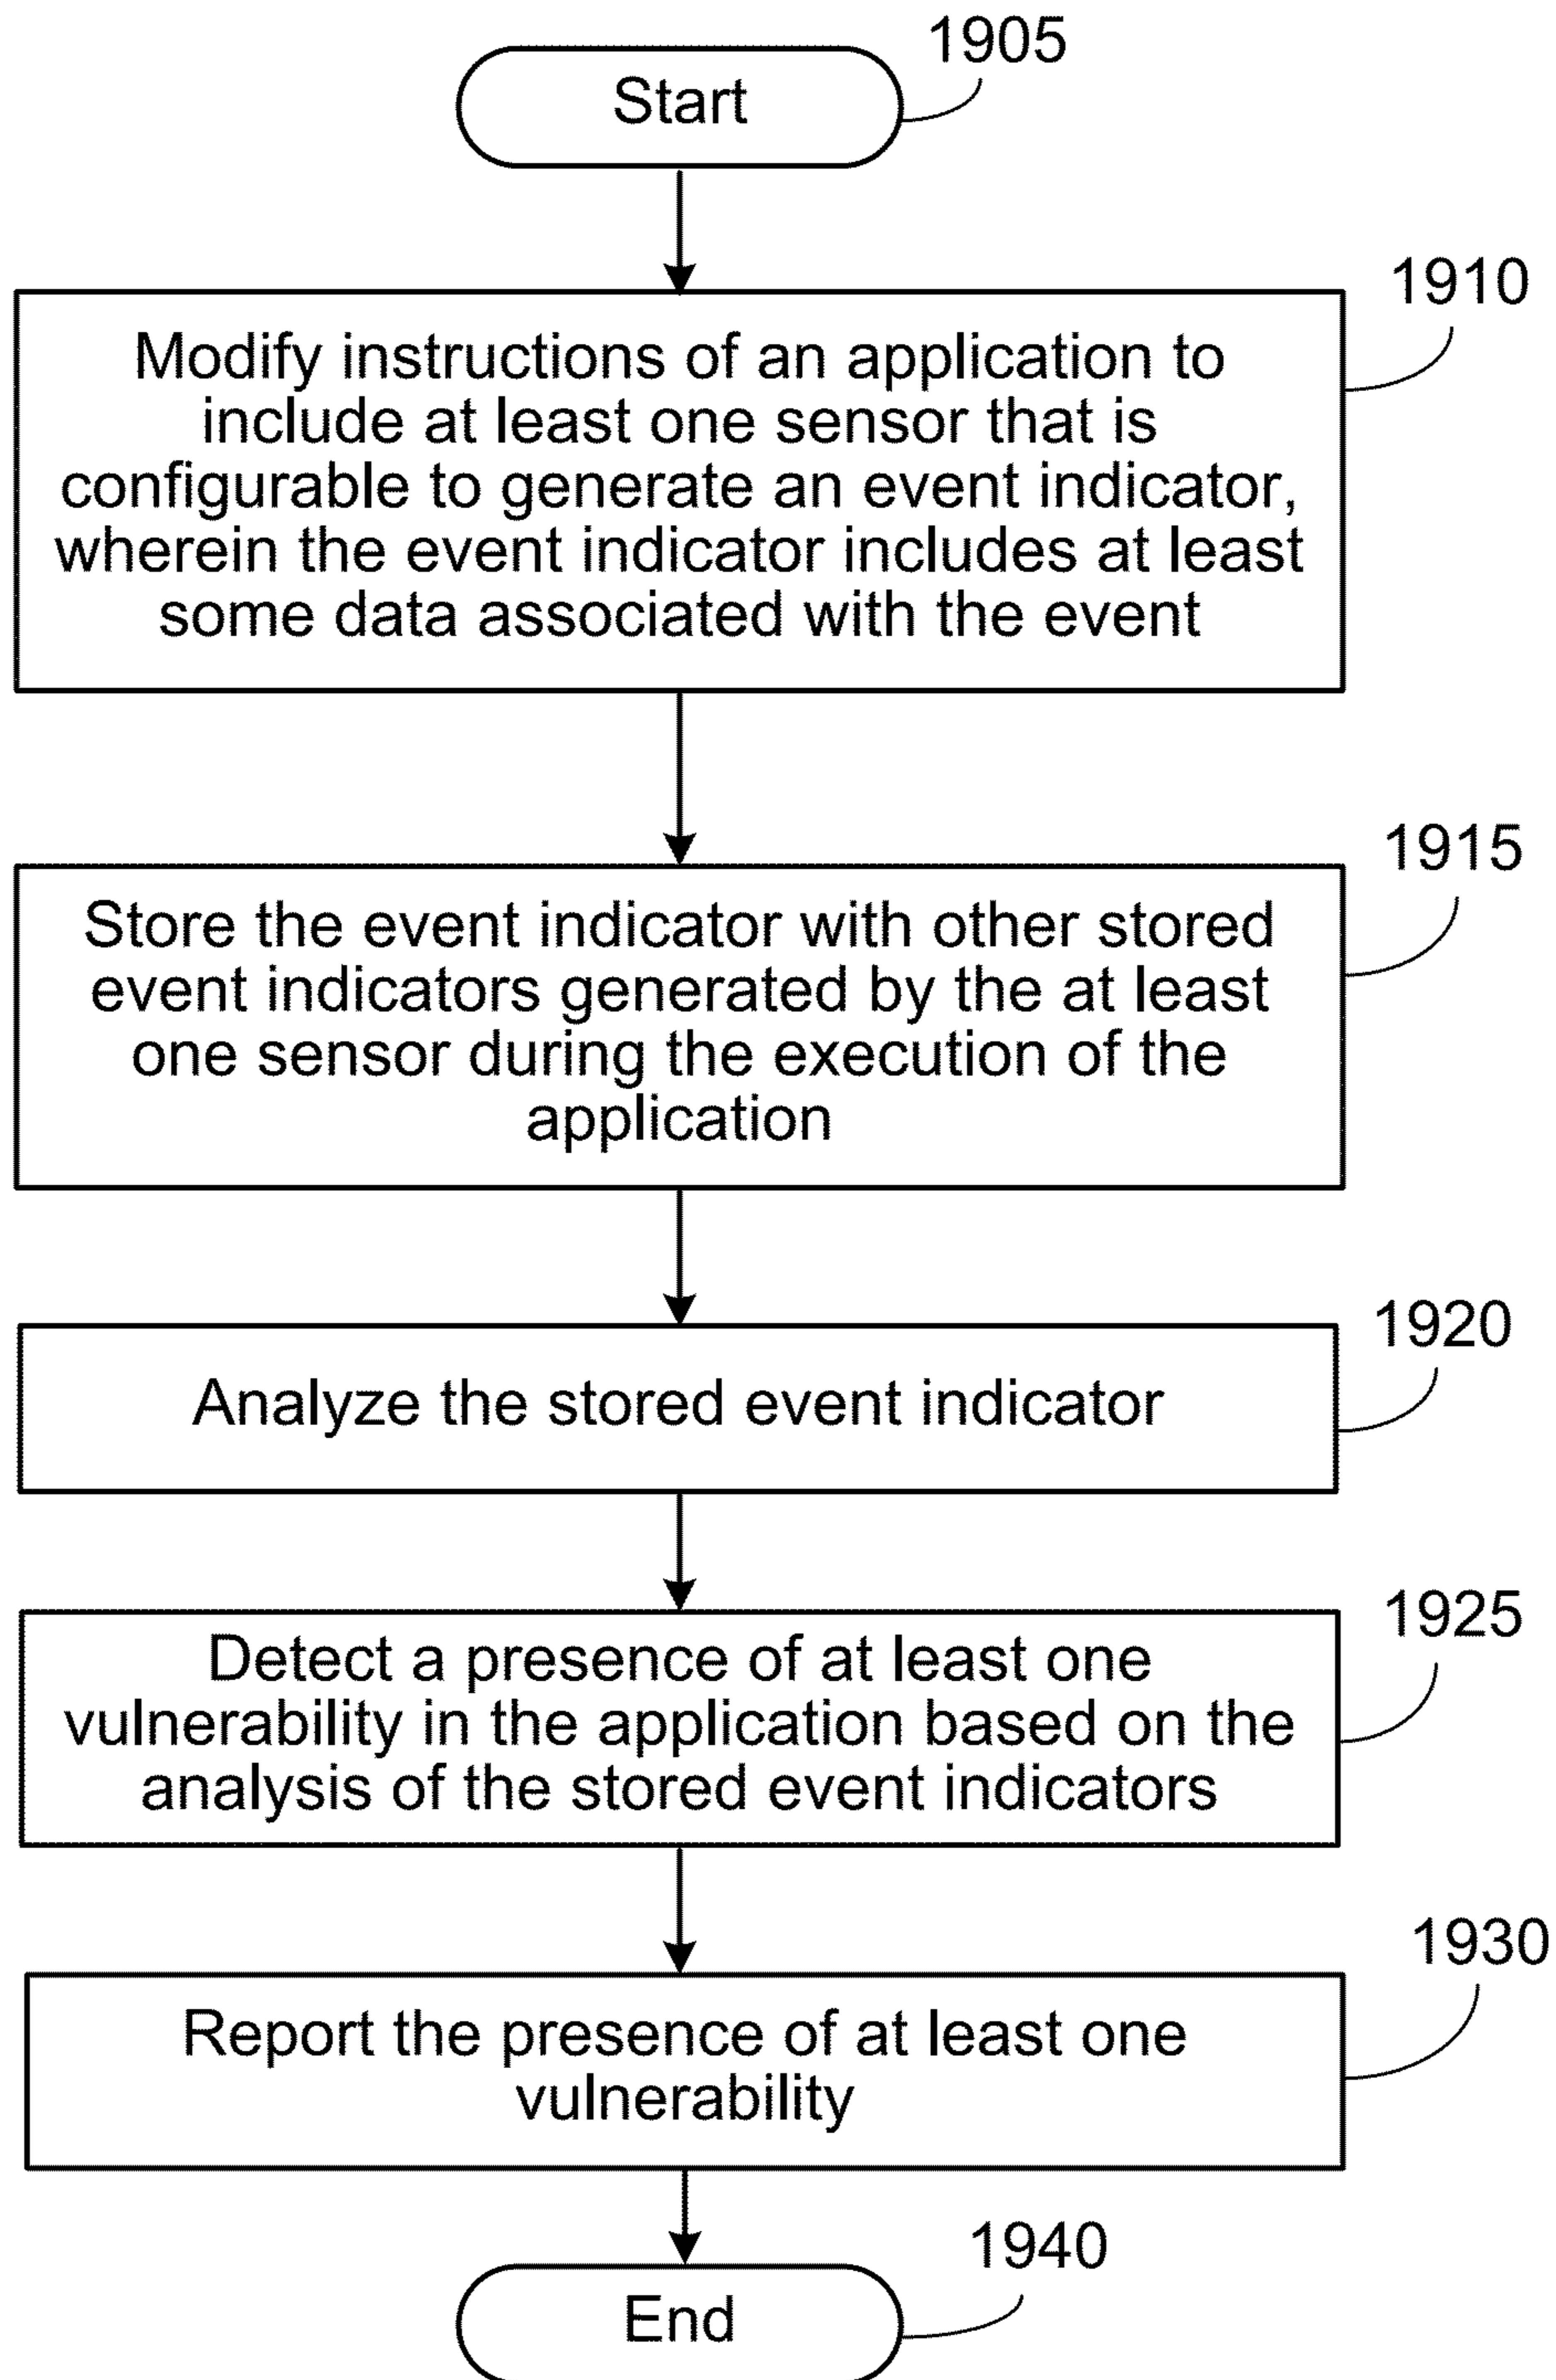 1905
Start
1910
Modify instructions of an application to
include at least one sensor that is
configurable to generate an event indicator,
wherein the event indicator includes at least
some data associated with the event
1915
Store the event indicator with other stored
event indicators generated by the at least
one sensor during the execution of the
application
1920
Analyze the stored event indicator
1925
Detect a presence of at least one
vulnerability in the application based on the
analysis of the stored event indicators
1930
Report the presence of at least one
vulnerability
1940
End